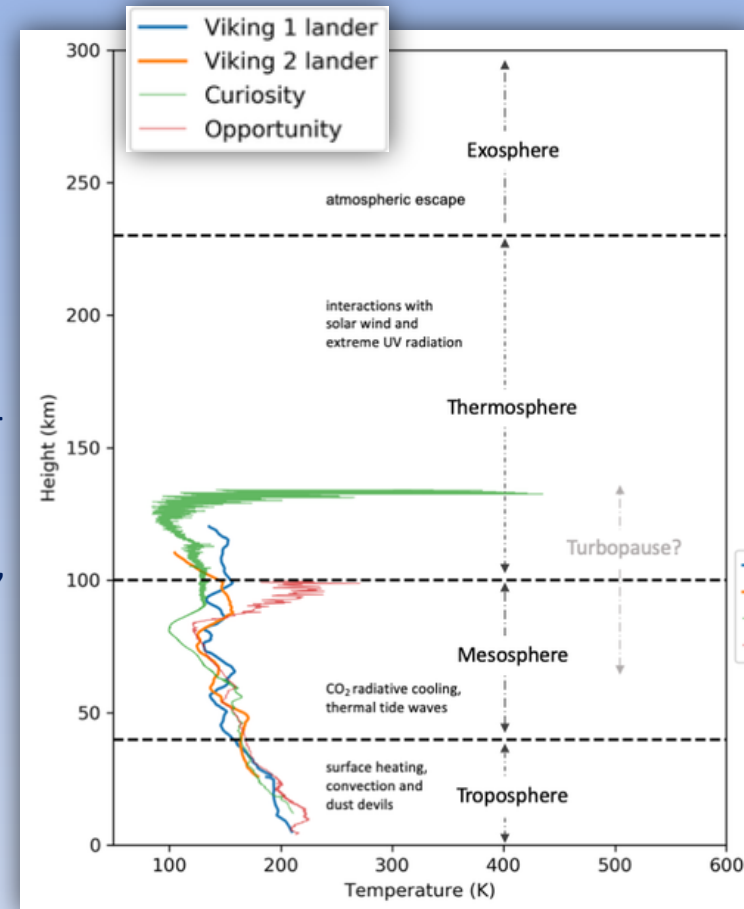 Viking 1 lander
Viking 2 lander
Curiosity
Opportunity
300
250
200
150
100
50
0
Height (km)
Exosphere
atmospheric escape
interactions with
solar wind and
extreme UV radiation
Thermosphere
Turbopause?
Mesosphere
CO₂ radiative cooling,
thermal tide waves
surface heating,
convection and
dust devils
Troposphere
100 200 300 400 500 600
Temperature (K)